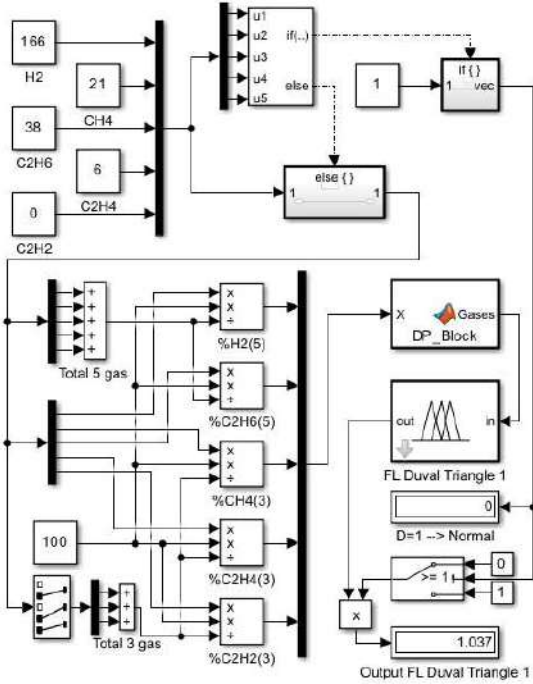 166
H2
21
CH4
38
C2H6
6
C2H4
0
C2H2
u1
u2
u3
u4
u5
if(..)
else
1
if { }
1 vec
else { }
1 1
+
+
+
+
+
Total 5 gas
x
x
÷
%H2(5)
x
x
÷
%C2H6(5)
x
x
÷
%CH4(3)
100
x
x
÷
%C2H4(3)
+
+
+
Total 3 gas
x
x
÷
%C2H2(3)
X Gases
DP_Block
out in
FL Duval Triangle 1
0
D=1 --> Normal
>= 1
0
1
x
1.037
Output FL Duval Triangle 1